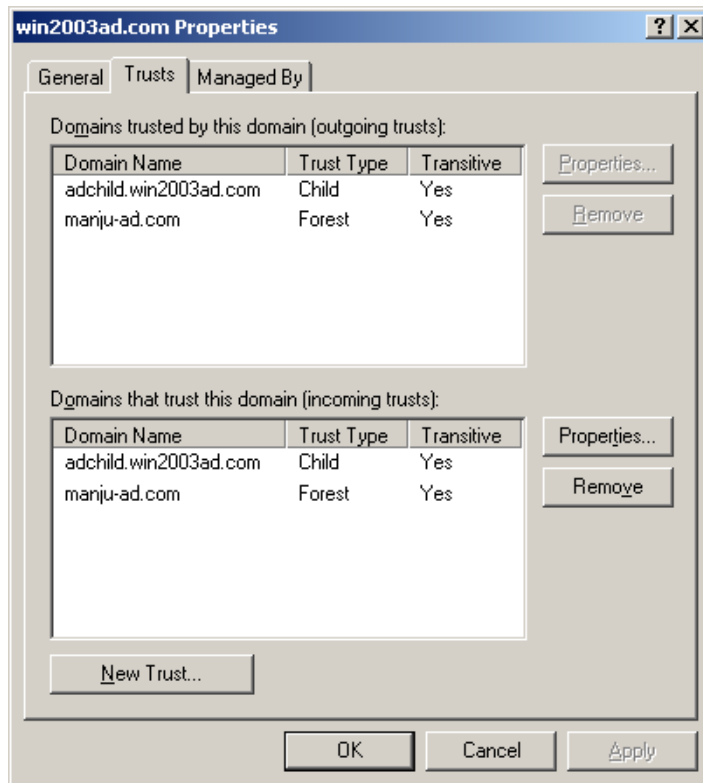 win2003ad.com Properties
General Trusts Managed By
Domains trusted by this domain (outgoing trusts):
Domain Name Trust Type Transitive Properties...
adchild.win2003ad.com Child Yes
manju-ad.com Forest Yes Remove
Domains that trust this domain (incoming trusts):
Domain Name Trust Type Transitive Properties...
adchild.win2003ad.com Child Yes
manju-ad.com Forest Yes Remove
New Trust...
OK Cancel Apply